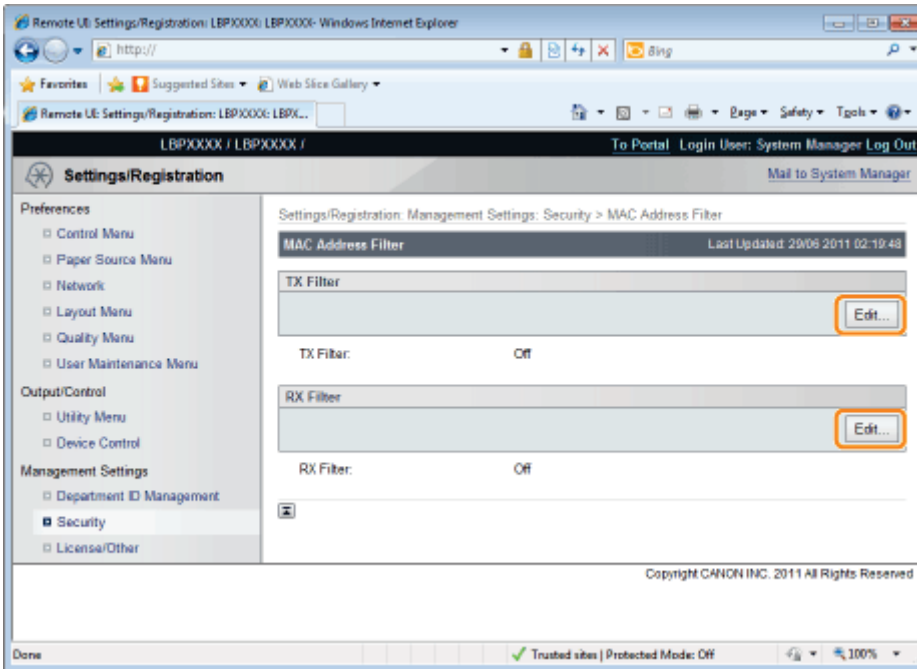 Remote UI: Settings/Registration: LBPXXXX: LBPXXXX- Windows Internet Explorer
http://
Bing
Favorites Suggested Sites Web Slice Gallery
Remote UI: Settings/Registration: LBPXXXX: LBPX...
Page Safety Tools
LBPXXXX / LBPXXXX /
To Portal Login User: System Manager Log Out
Settings/Registration
Mail to System Manager
Preferences
Control Menu
Paper Source Menu
Network
Layout Menu
Quality Menu
User Maintenance Menu
Output/Control
Utility Menu
Device Control
Management Settings
Department ID Management
Security
License/Other
Settings/Registration: Management Settings: Security > MAC Address Filter
MAC Address Filter
Last Updated: 29/06 2011 02:19:48
TX Filter
Edit...
TX Filter: Off
RX Filter
Edit...
RX Filter: Off
Copyright CANON INC. 2011 All Rights Reserved
Done
Trusted sites | Protected Mode: Off
100%